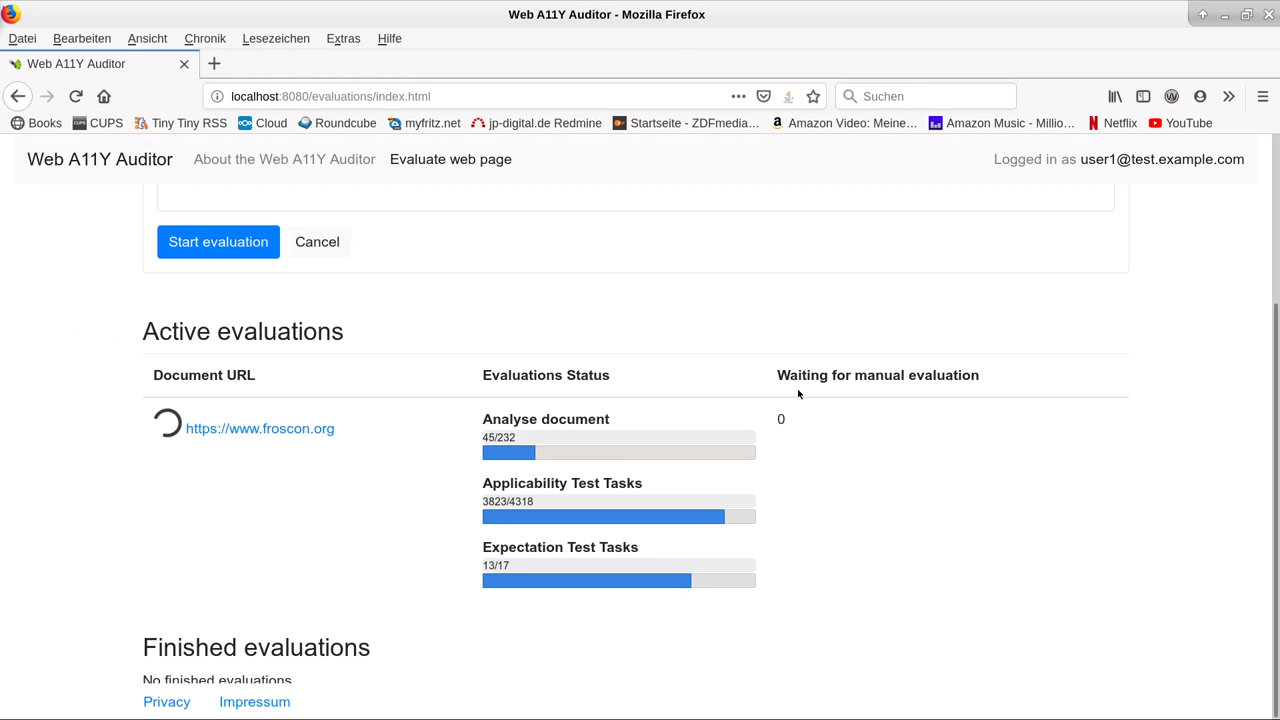 Web A11Y Auditor - Mozilla Firefox
Datei Bearbeiten Ansicht Chronik Lesezeichen Extras Hilfe
Web A11Y Auditor
localhost:8080/evaluations/index.html Suchen
Books CUPS Tiny Tiny RSS Cloud Roundcube myfritz.net jp-digital.de Redmine Startseite - ZDFmedia… Amazon Video: Meine… Amazon Music - Millio… Netflix YouTube
Web A11Y Auditor About the Web A11Y Auditor Evaluate web page Logged in as user1@test.example.com
Start evaluation Cancel
Active evaluations
Document URL Evaluations Status Waiting for manual evaluation
https://www.froscon.org Analyse document 0
45/232
Applicability Test Tasks
3823/4318
Expectation Test Tasks
13/17
Finished evaluations
No finished evaluations
Privacy Impressum